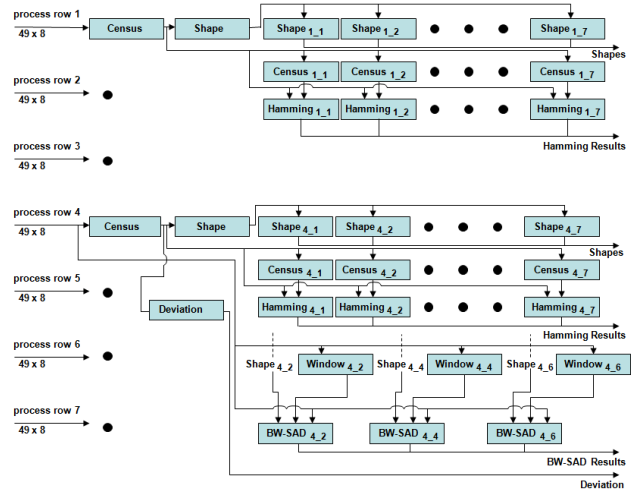 process row 1
49 x 8
Census
Shape
Shape 1_1
Shape 1_2
Shape 1_7
Shapes
Census 1_1
Census 1_2
Census 1_7
process row 2
49 x 8
Hamming 1_1
Hamming 1_2
Hamming 1_7
Hamming Results
process row 3
49 x 8
process row 4
49 x 8
Census
Shape
Shape 4_1
Shape 4_2
Shape 4_7
Shapes
Census 4_1
Census 4_2
Census 4_7
process row 5
49 x 8
Deviation
Hamming 4_1
Hamming 4_2
Hamming 4_7
Hamming Results
process row 6
49 x 8
Shape 4_2
Window 4_2
Shape 4_4
Window 4_4
Shape 4_6
Window 4_6
process row 7
49 x 8
BW-SAD 4_2
BW-SAD 4_4
BW-SAD 4_6
BW-SAD Results
Deviation